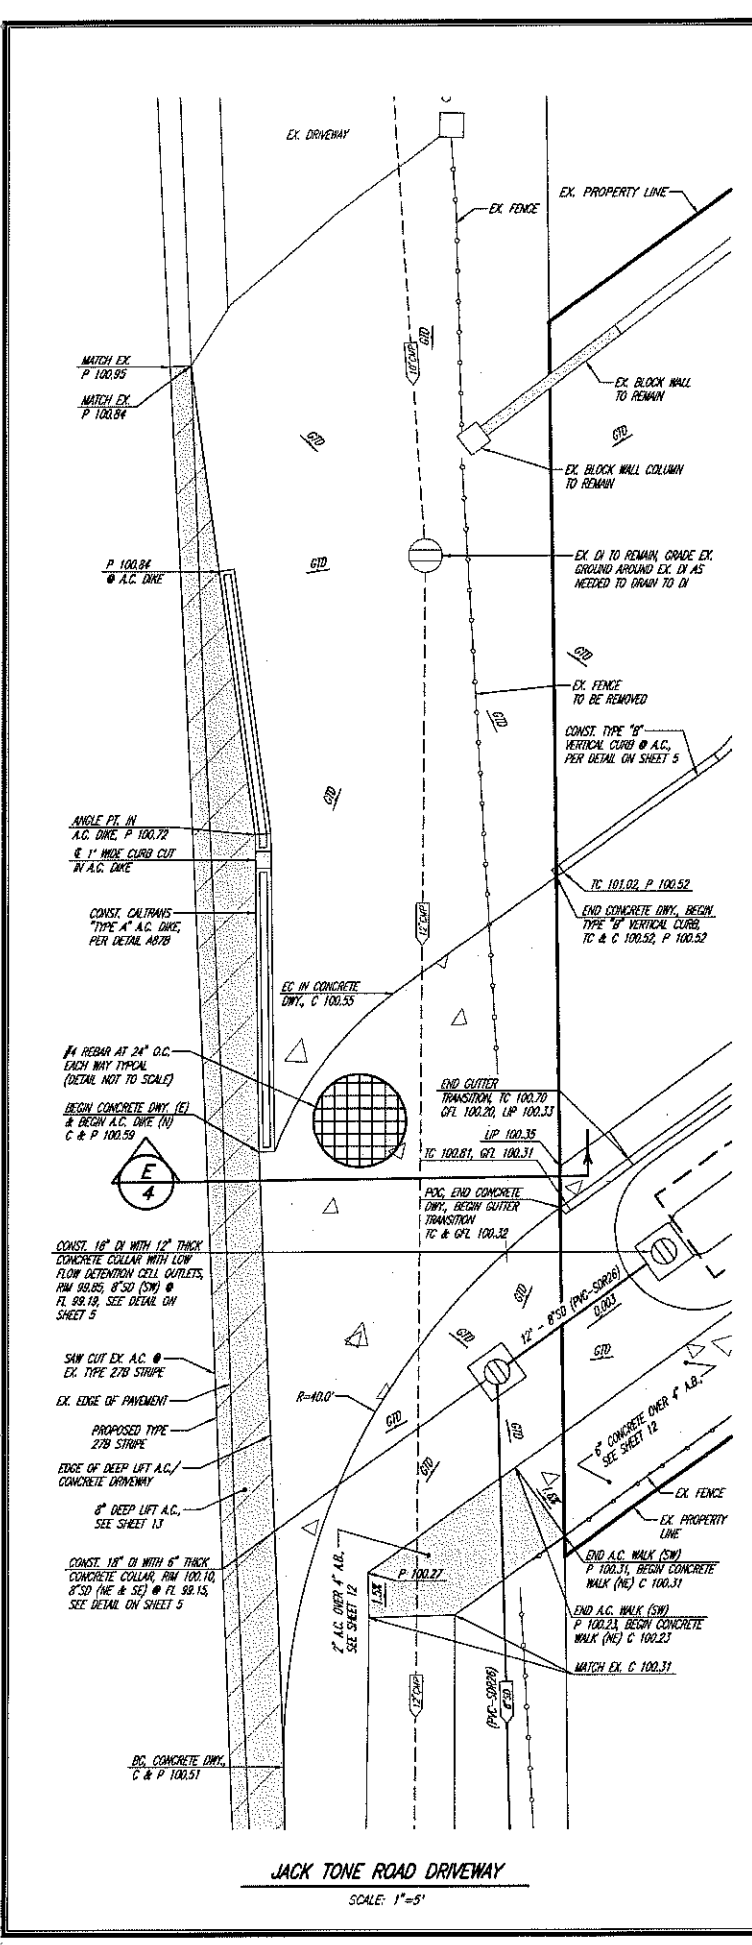 EX. DRIVEWAY
EX. FENCE
EX. PROPERTY LINE
10"CMP
GTD
MATCH EX.
P 100.95
MATCH EX.
P 100.84
EX. BLOCK WALL
TO REMAIN
GTD
GTD
EX. BLOCK WALL COLUMN
TO REMAIN
P 100.84
@ A.C. DIKE
GTD
EX. DI TO REMAIN, GRADE EX.
GROUND AROUND EX. DI AS
NEEDED TO DRAIN TO DI
GTD
EX. FENCE
TO BE REMOVED
GTD
CONST. TYPE "B"
VERTICAL CURB @ A.C.,
PER DETAIL ON SHEET 5
GTD
ANGLE PT. IN
A.C. DIKE, P 100.72
℄ 1' WIDE CURB CUT
IN A.C. DIKE
TC 101.02, P 100.52
CONST. CALTRANS
"TYPE A" A.C. DIKE,
PER DETAIL A87B
12"CMP
END CONCRETE DWY., BEGIN
TYPE "B" VERTICAL CURB,
TC & C 100.52, P 100.52
EC IN CONCRETE
DWY., C 100.55
#4 REBAR AT 24" O.C.
EACH WAY TYPCAL
(DETAIL NOT TO SCALE)
END GUTTER
TRANSITION, TC 100.70
GFL 100.20, LIP 100.33
BEGIN CONCRETE DWY. (E)
& BEGIN A.C. DIKE (N)
C & P 100.59
LIP 100.35
TC 100.81, GFL 100.31
E
4
POC, END CONCRETE
DWY., BEGIN GUTTER
TRANSITION
TC & GFL 100.32
CONST. 16" DI WITH 12" THICK
CONCRETE COLLAR WITH LOW
FLOW DETENTION CELL OUTLETS,
RIM 99.85, 8"SD (SW) @
FL 99.19, SEE DETAIL ON
SHEET 5
GTD
GTD
12' - 8"SD (PVC-SDR26)
0.003
GTD
GTD
SAW CUT EX. A.C. @
EX. TYPE 27B STRIPE
EX. EDGE OF PAVEMENT
R=40.0'
GTD
GTD
PROPOSED TYPE
27B STRIPE
6" CONCRETE OVER 4" A.B.,
SEE SHEET 12
EDGE OF DEEP LIFT A.C./
CONCRETE DRIVEWAY
GTD
1.6%
EX. FENCE
8" DEEP LIFT A.C.,
SEE SHEET 13
EX. PROPERTY
LINE
CONST. 18" DI WITH 6" THICK
CONCRETE COLLAR, RIM 100.10,
8"SD (NE & SE) @ FL 99.15,
SEE DETAIL ON SHEET 5
2" A.C. OVER 4" A.B.,
SEE SHEET 12
1.5%
P 100.27
END A.C. WALK (SW)
P 100.31, BEGIN CONCRETE
WALK (NE) C 100.31
END A.C. WALK (SW)
P 100.23, BEGIN CONCRETE
WALK (NE) C 100.23
MATCH EX. C 100.31
12"CMP
(PVC-SDR26)
8"SD
BC, CONCRETE DWY.,
C & P 100.51
JACK TONE ROAD DRIVEWAY
SCALE: 1"=5'